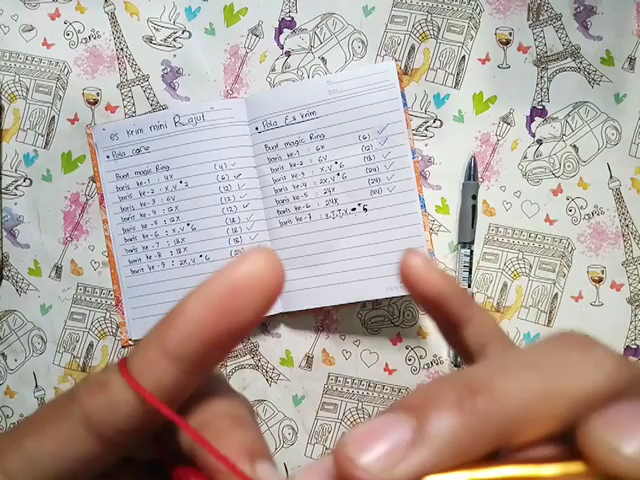 "es krim mini Rajut"
• Pola cone
Buat magic Ring
baris ke-1 : 4x (4) ✓
baris ke-2 : x,v *2 (6) ✓
baris ke-3 : 6v (12) ✓
baris ke-4 : 12x (12) ✓
baris ke-5 : 12x (12) ✓
baris ke-6 : x,v *6 (18) ✓
baris ke-7 : 18x (18) ✓
baris ke-8 : 18x (18) ✓
baris ke-9 : 2x,v *6 (24)
• Pola Es krim
Buat magic Ring
baris ke-1 : 6x (6) ✓
baris ke-2 : 6v (12) ✓
baris ke-3 : x,v *6 (18) ✓
baris ke-4 : 2x,v *6 (24) ✓
baris ke-5 : 24x (24) ✓
baris ke-6 : 24x (24) ✓
baris ke-7 :
Paris
Paris
Paris